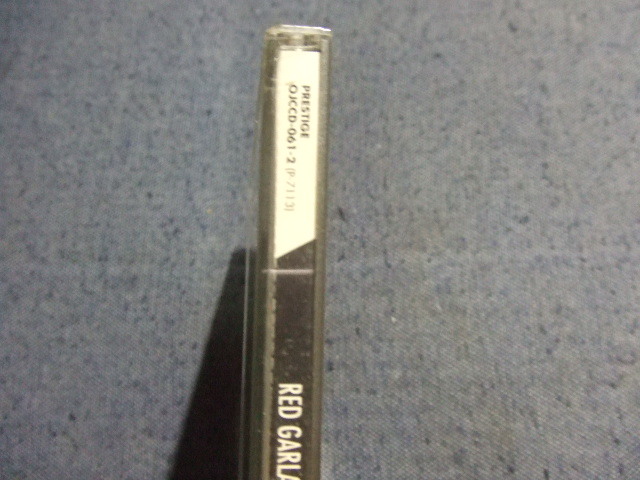 PRESTIGE
OJCCD-061-2 (P-7113)
RED GARLA